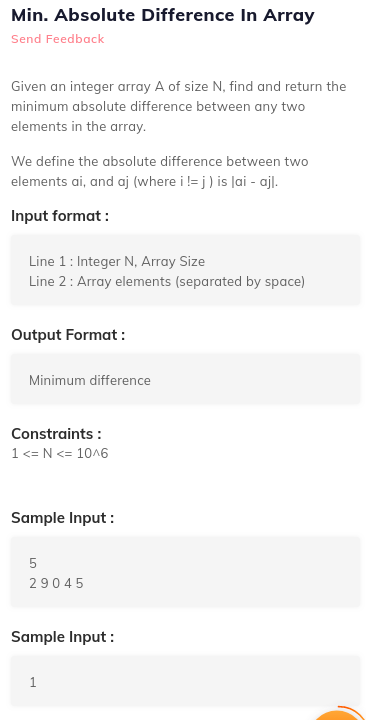 Min. Absolute Difference In Array
Send Feedback
Given an integer array A of size N, find and return the
minimum absolute difference between any two
elements in the array.
We define the absolute difference between two
elements ai, and aj (where i != j ) is |ai - aj|.
Input format :
Line 1 : Integer N, Array Size
Line 2 : Array elements (separated by space)
Output Format :
Minimum difference
Constraints :
1 <= N <= 10^6
Sample Input :
5
2 9 0 4 5
Sample Input :
1